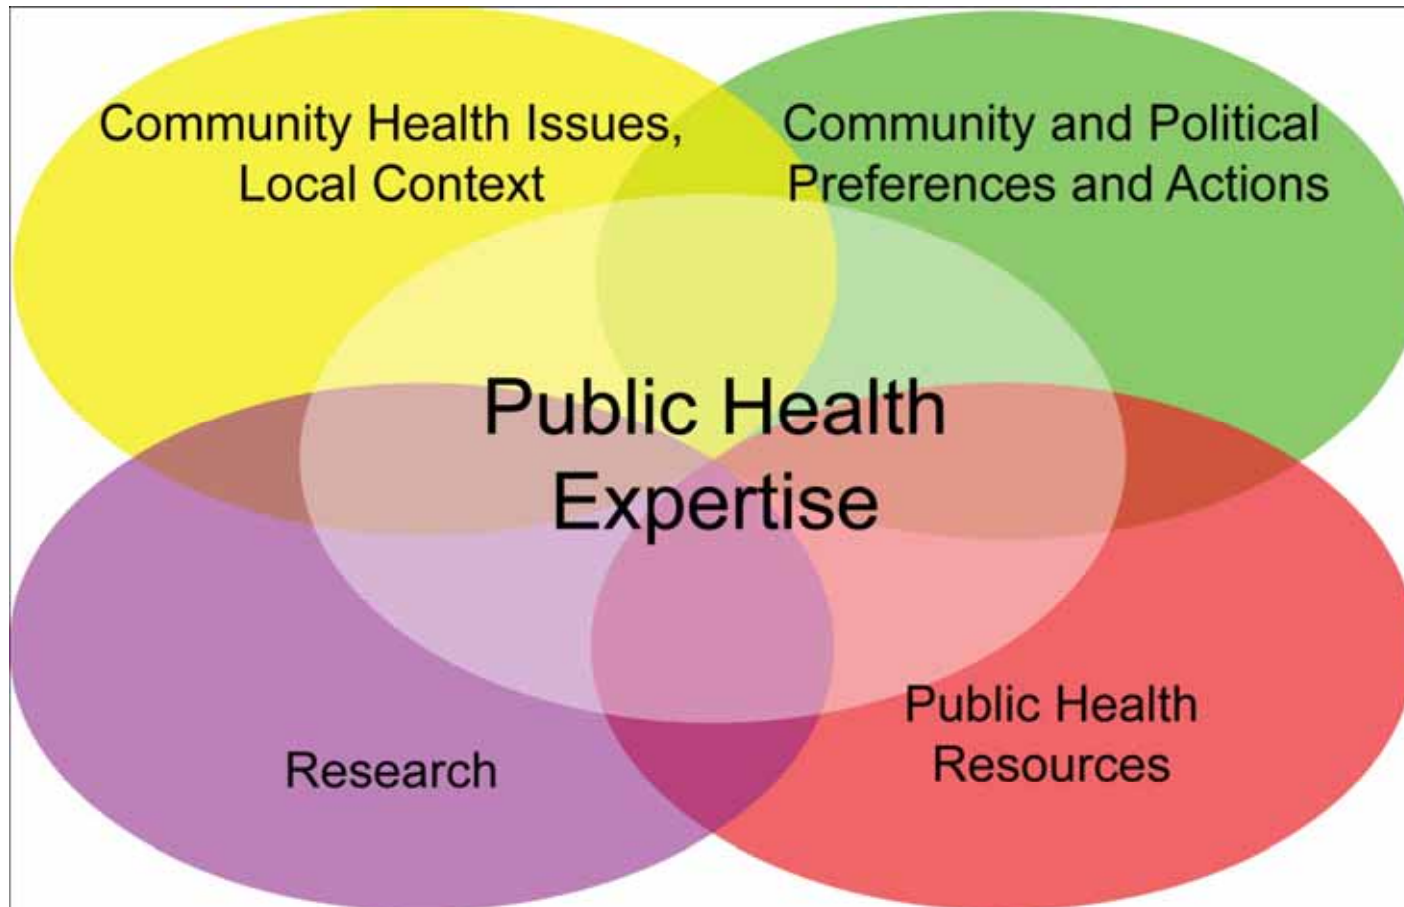 Community Health Issues,
Local Context
Community and Political
Preferences and Actions
Public Health
Expertise
Research
Public Health
Resources